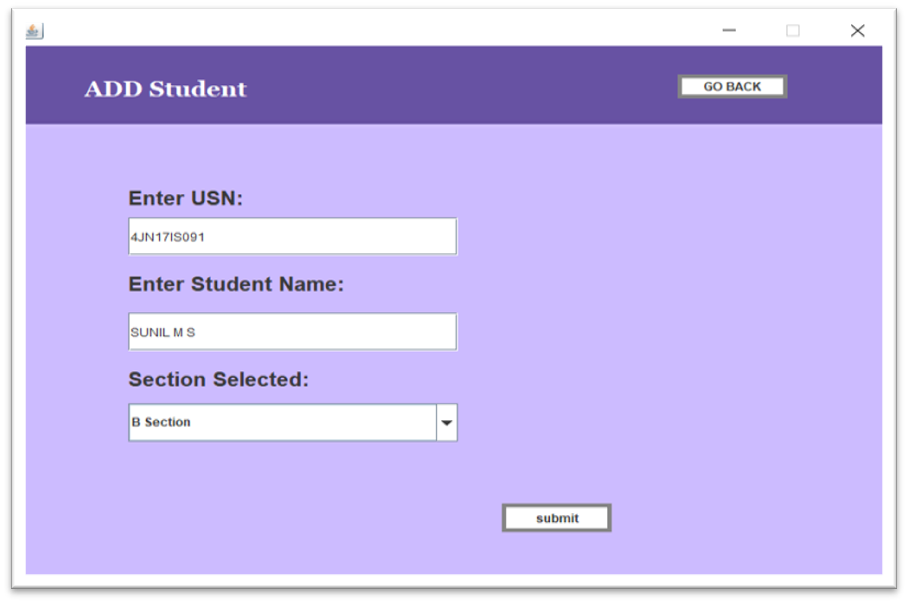 ADD Student
GO BACK
Enter USN:
4JN17IS091
Enter Student Name:
SUNIL M S
Section Selected:
B Section
submit